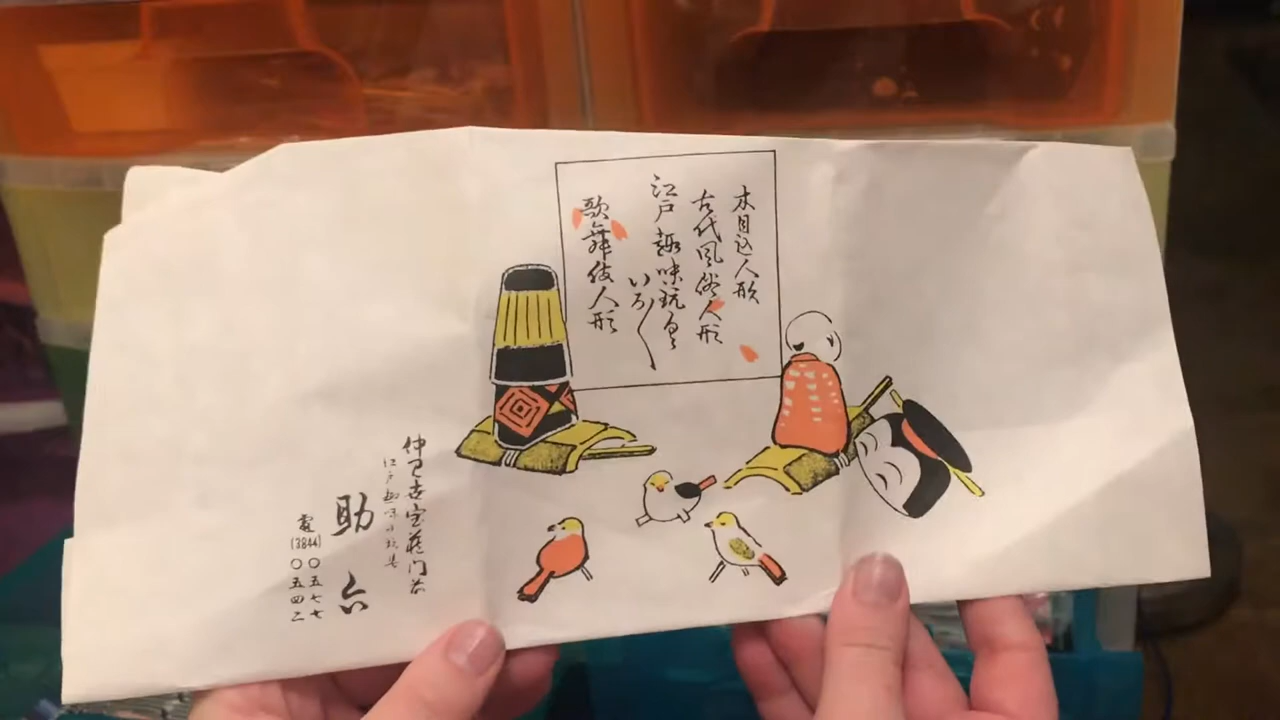 木目込人形
古代風俗人形
江戸趣味玩具
いろ〱
歌舞伎人形
仲見世宝蔵門前
江戸趣味小玩具
助六
電(3844)〇五七七
〇五四二